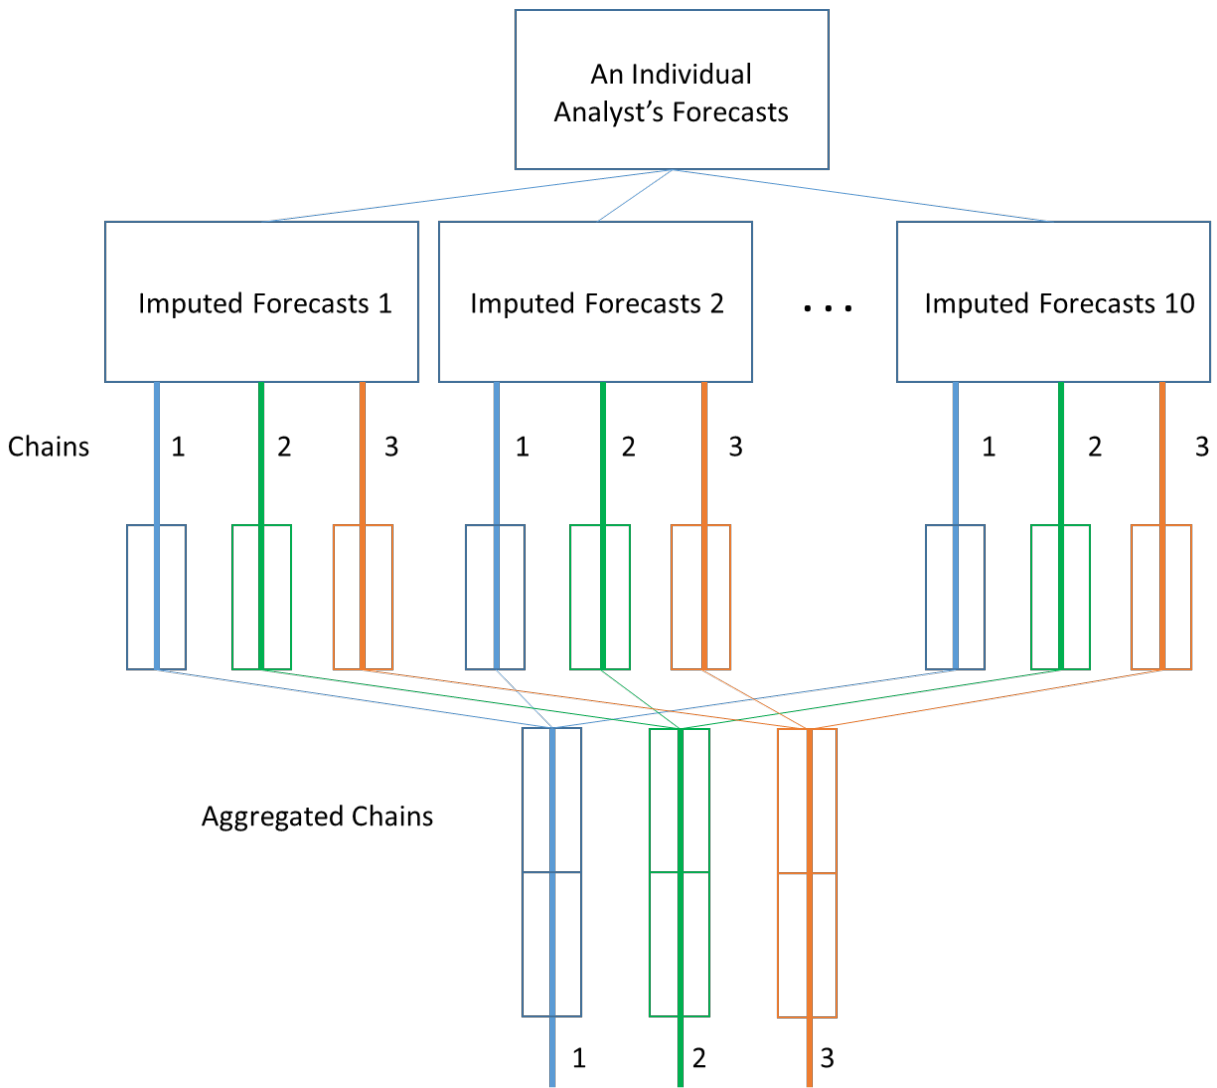 An Individual
Analyst's Forecasts
Imputed Forecasts 1
Imputed Forecasts 2
. . .
Imputed Forecasts 10
Chains 1 2 3 1 2 3 1 2 3
Aggregated Chains
1 2 3